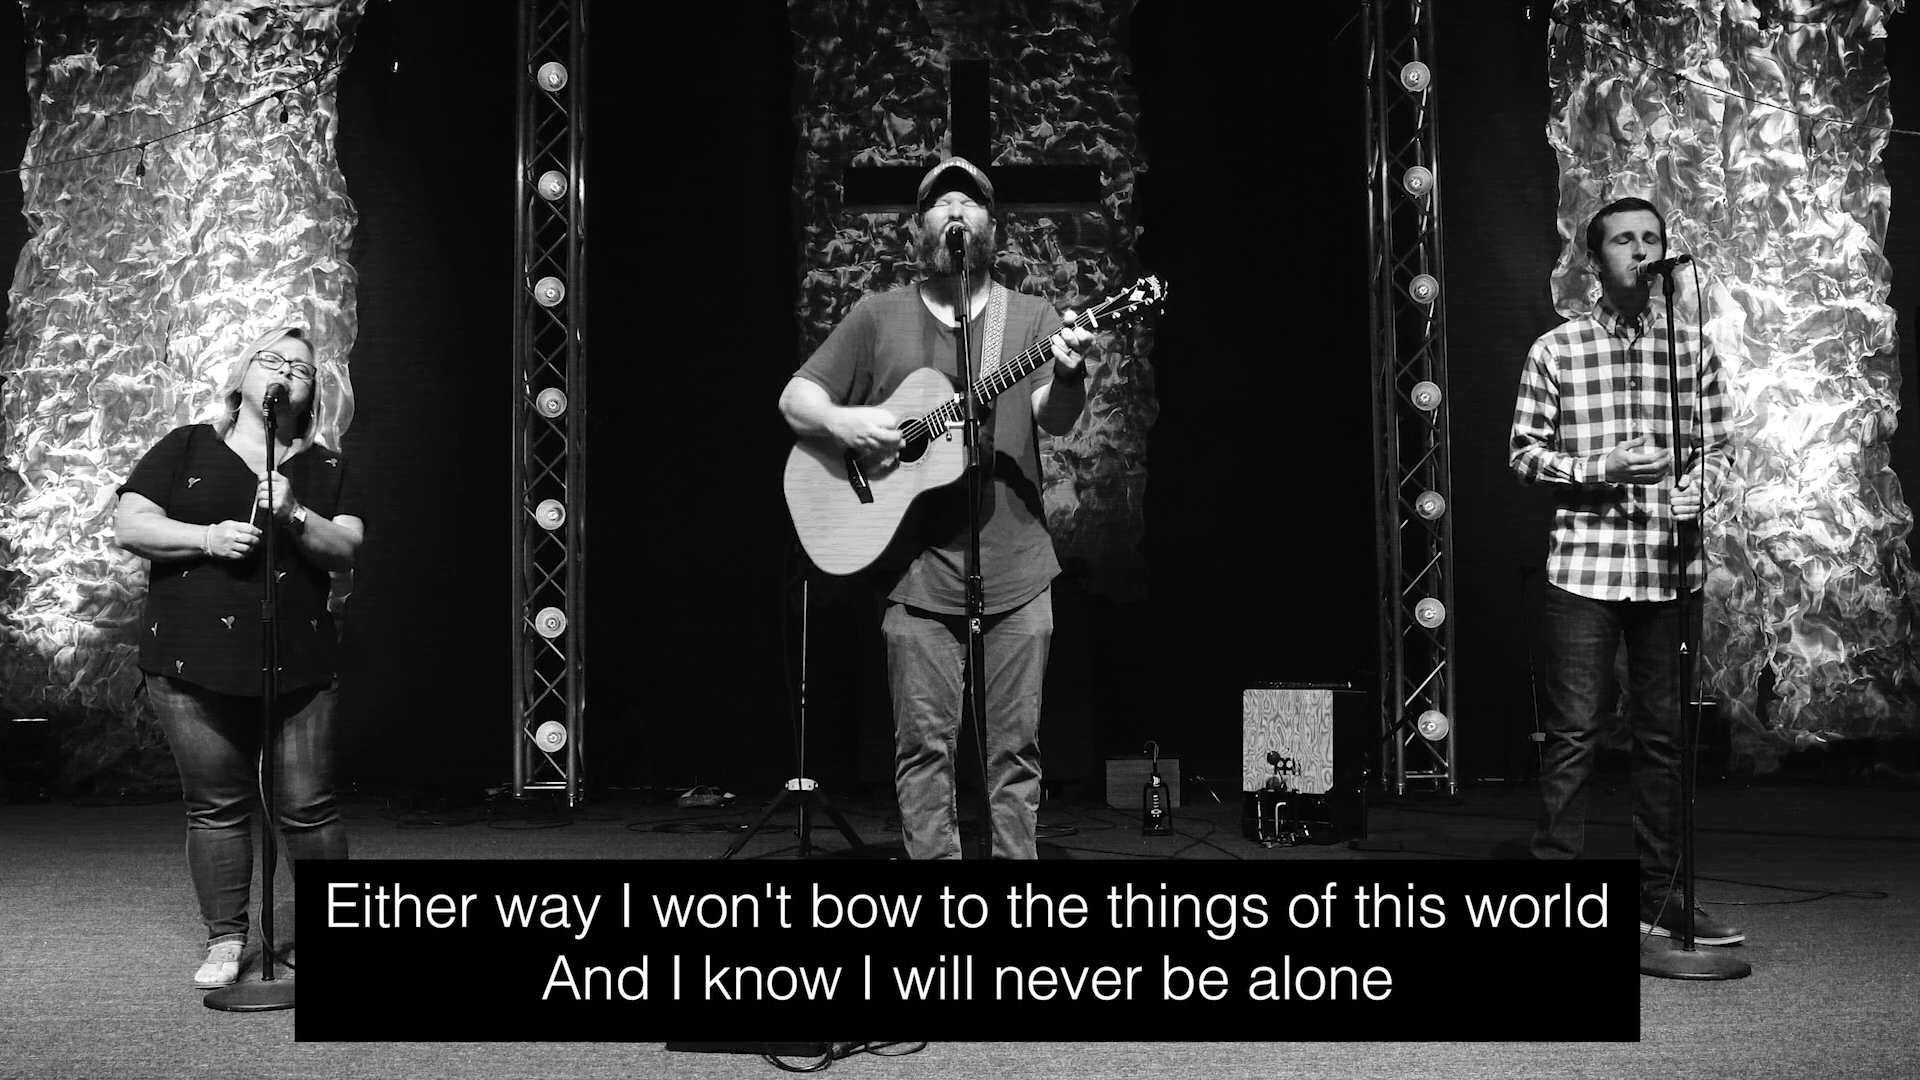 Either way I won't bow to the things of this world
And I know I will never be alone